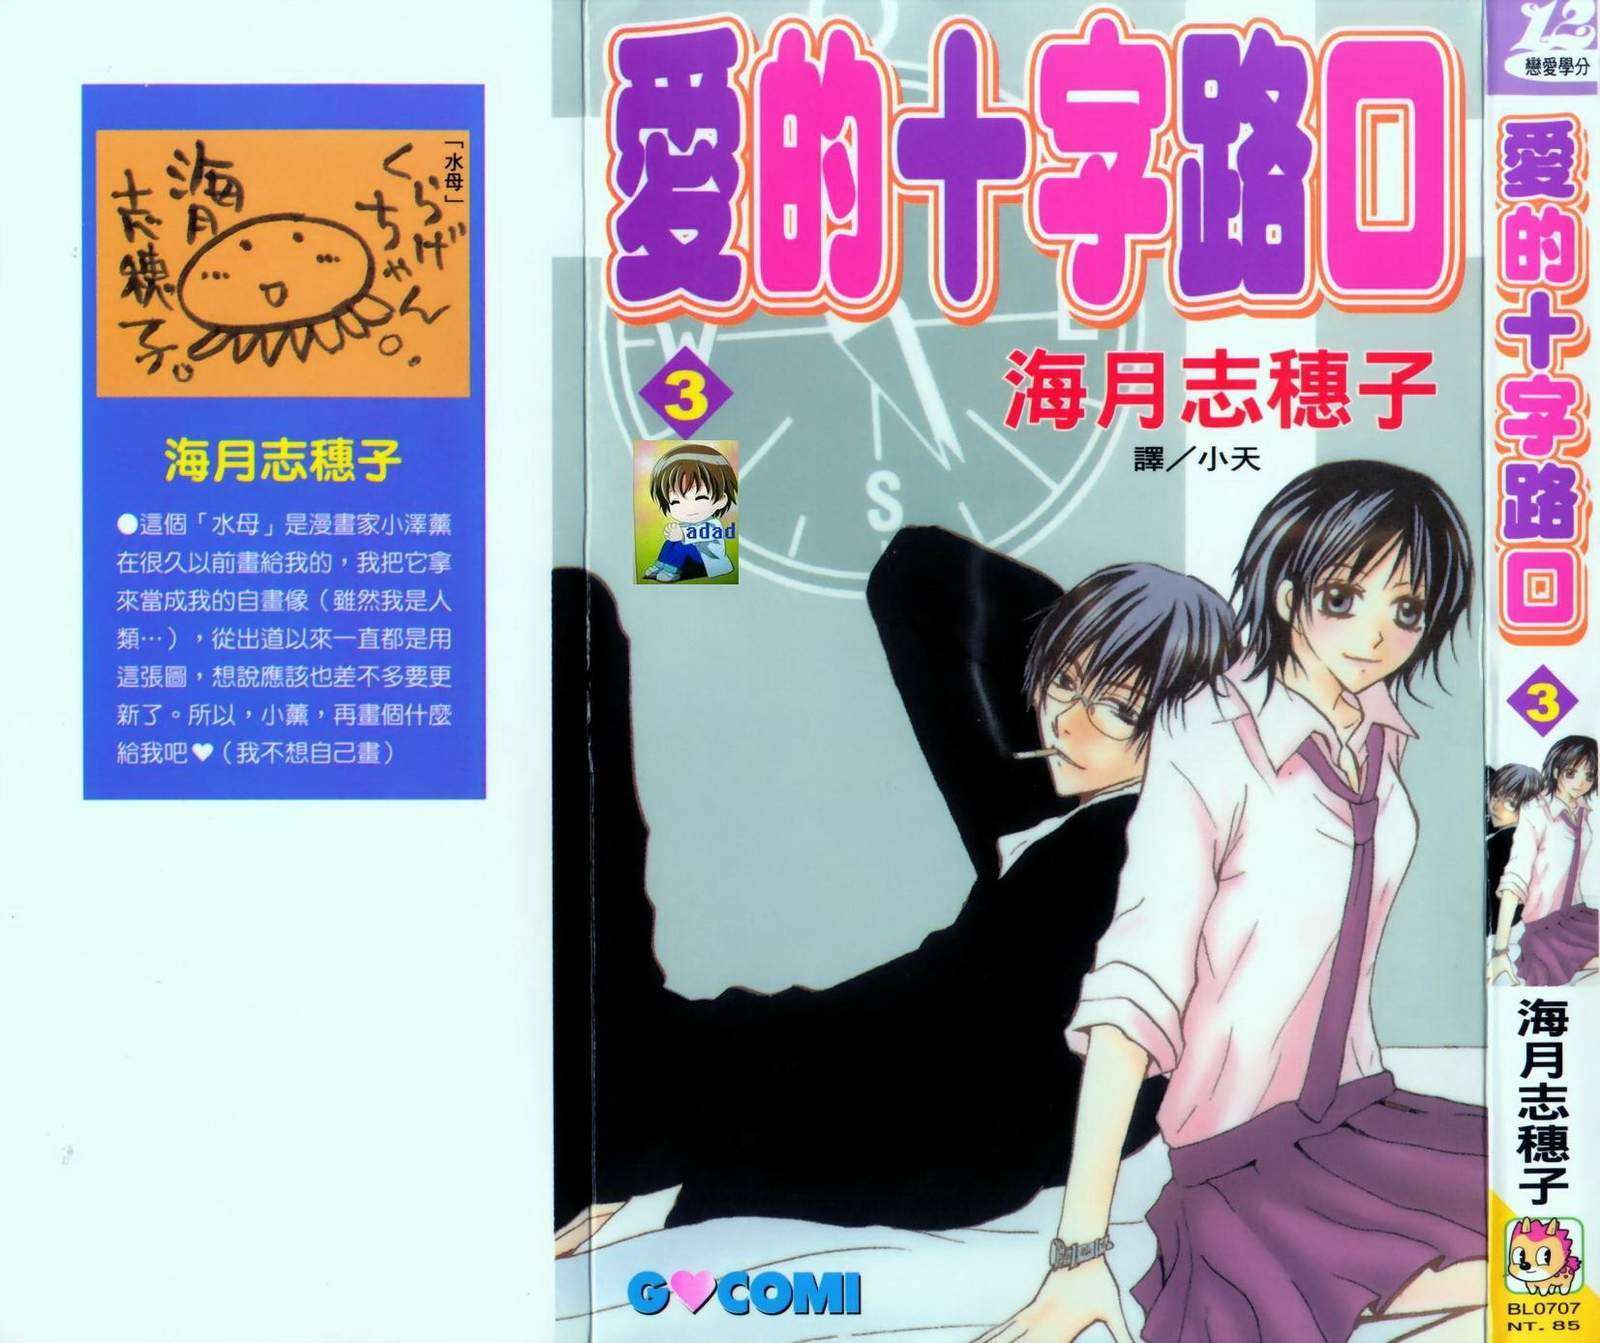 「水母」
くらげ
ちゃん。
海月
志穂子。
海月志穗子
●這個「水母」是漫畫家小澤薰
在很久以前畫給我的，我把它拿
來當成我的自畫像（雖然我是人
類…），從出道以來一直都是用
這張圖，想說應該也差不多要更
新了。所以，小薰，再畫個什麼
給我吧♥（我不想自己畫）
愛的十字路口
W
E
S
3
海月志穗子
譯／小天
adad
G♥COMI
12
戀愛學分
愛的十字路口
3
海月志穗子
BL0707
NT. 85